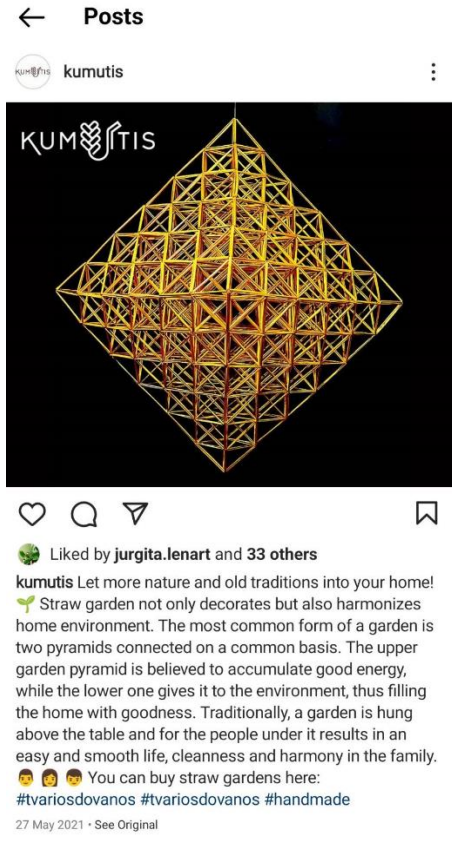 Posts
KUMUTIS
kumutis
KUMUTIS
Liked by jurgita.lenart and 33 others
kumutis Let more nature and old traditions into your home!
🌱 Straw garden not only decorates but also harmonizes
home environment. The most common form of a garden is
two pyramids connected on a common basis. The upper
garden pyramid is believed to accumulate good energy,
while the lower one gives it to the environment, thus filling
the home with goodness. Traditionally, a garden is hung
above the table and for the people under it results in an
easy and smooth life, cleanness and harmony in the family.
👨 👩 👦 You can buy straw gardens here:
#tvariosdovanos #tvariosdovanos #handmade
27 May 2021 • See Original